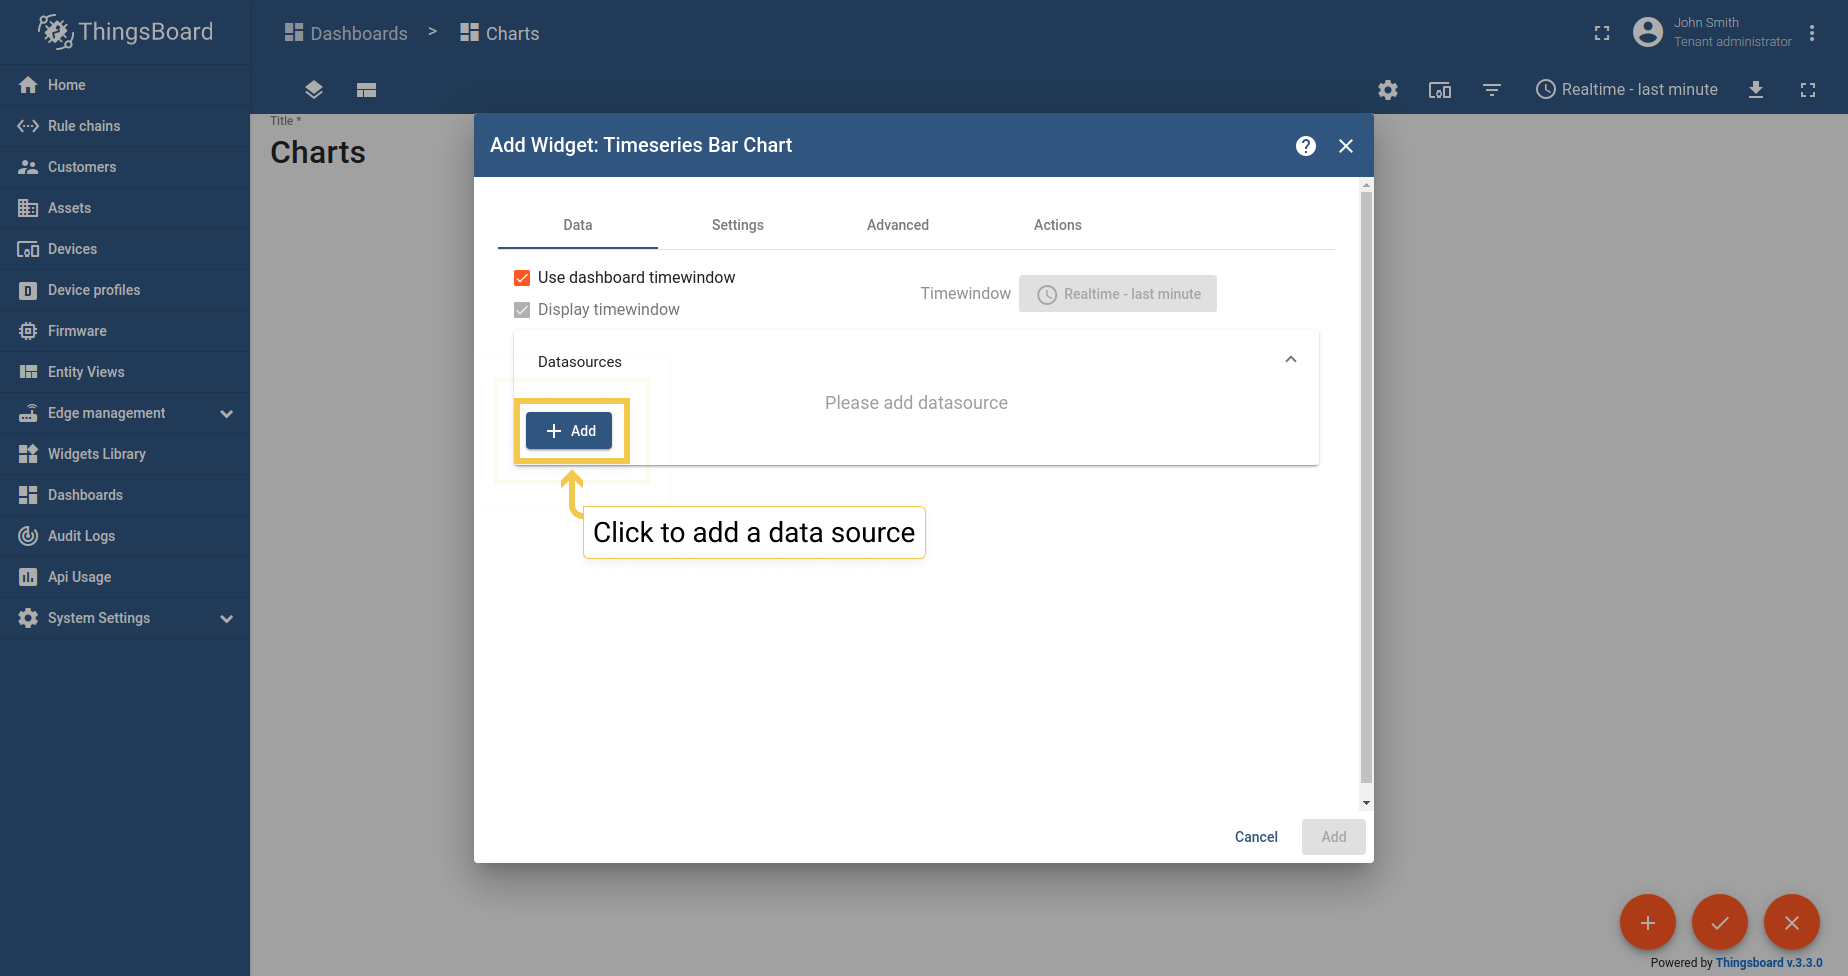 ThingsBoard
Dashboards > Charts
John Smith
Tenant administrator
Home
Rule chains
Customers
Assets
Devices
Device profiles
Firmware
Entity Views
Edge management
Widgets Library
Dashboards
Audit Logs
Api Usage
System Settings
Realtime - last minute
Title *
Charts
Add Widget: Timeseries Bar Chart
Data Settings Advanced Actions
Use dashboard timewindow
Display timewindow
Timewindow Realtime - last minute
Datasources
Please add datasource
+ Add
Click to add a data source
Cancel Add
Powered by Thingsboard v.3.3.0